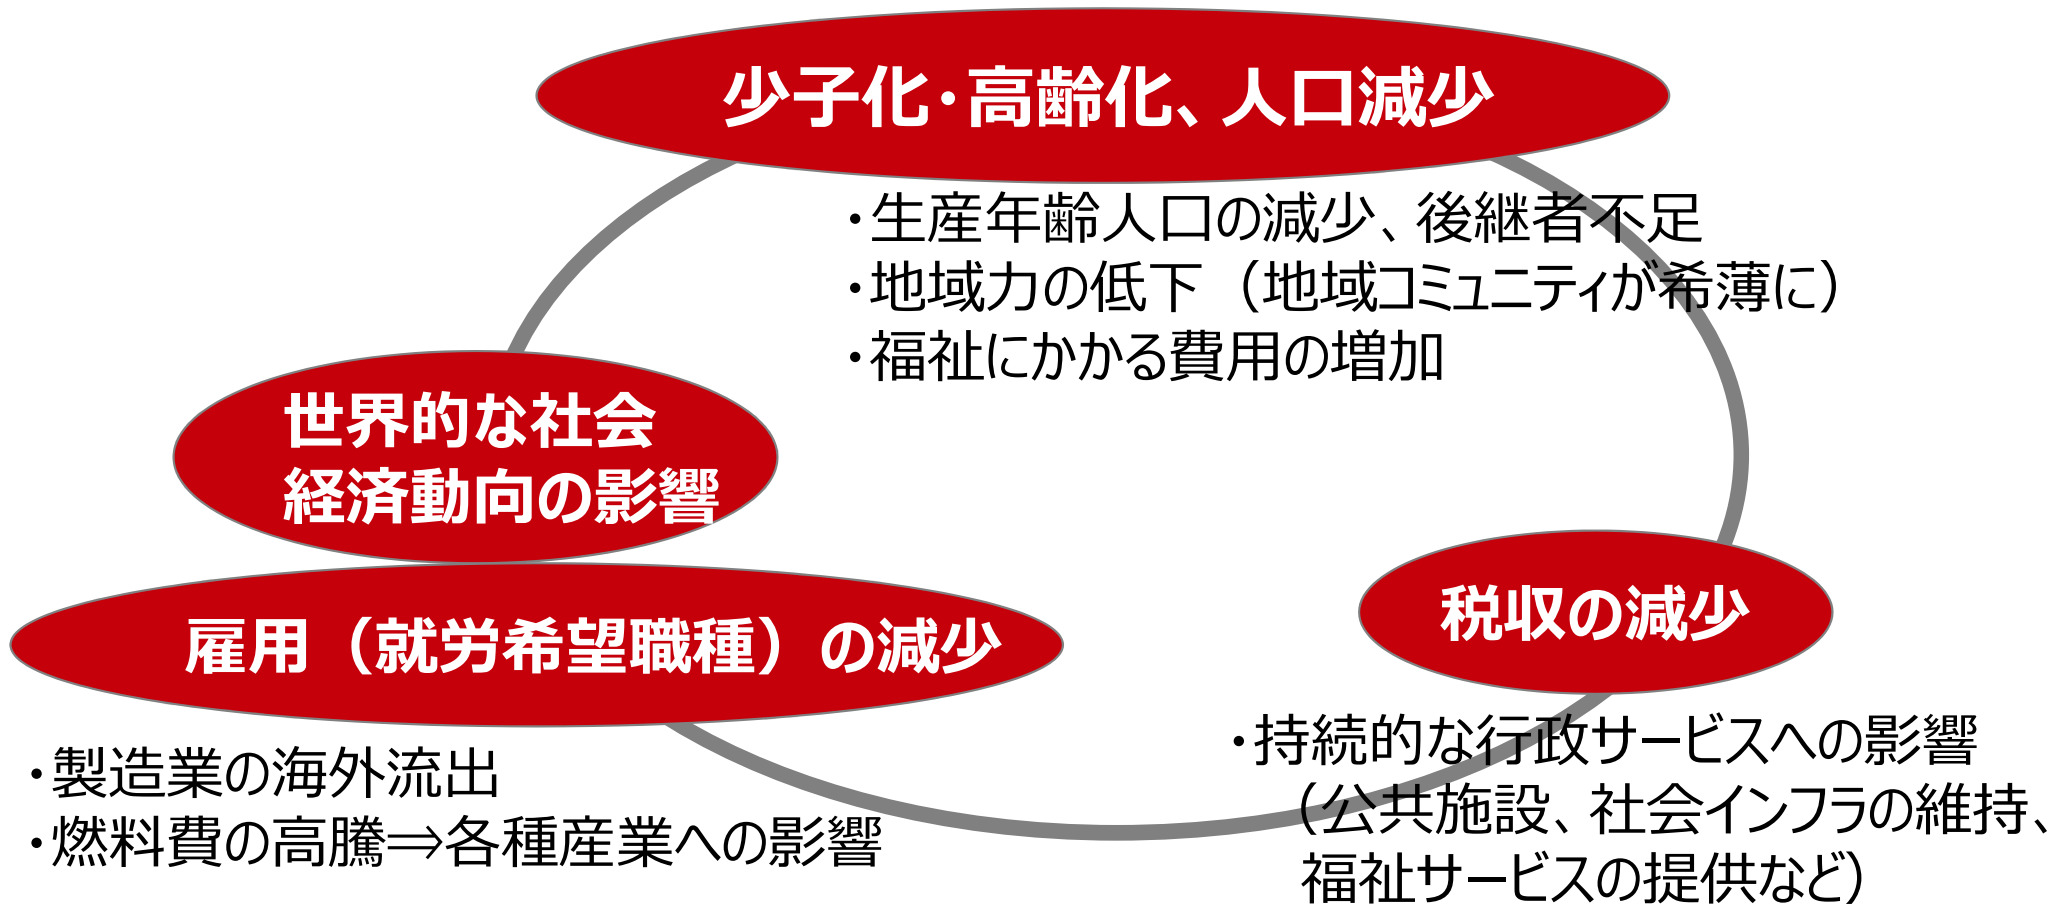 少子化･高齢化、人口減少
･生産年齢人口の減少、後継者不足
･地域力の低下（地域コミュニティが希薄に）
･福祉にかかる費用の増加
世界的な社会
経済動向の影響
雇用（就労希望職種）の減少
･製造業の海外流出
･燃料費の高騰⇒各種産業への影響
税収の減少
･持続的な行政サービスへの影響
（公共施設、社会インフラの維持、
福祉サービスの提供など）